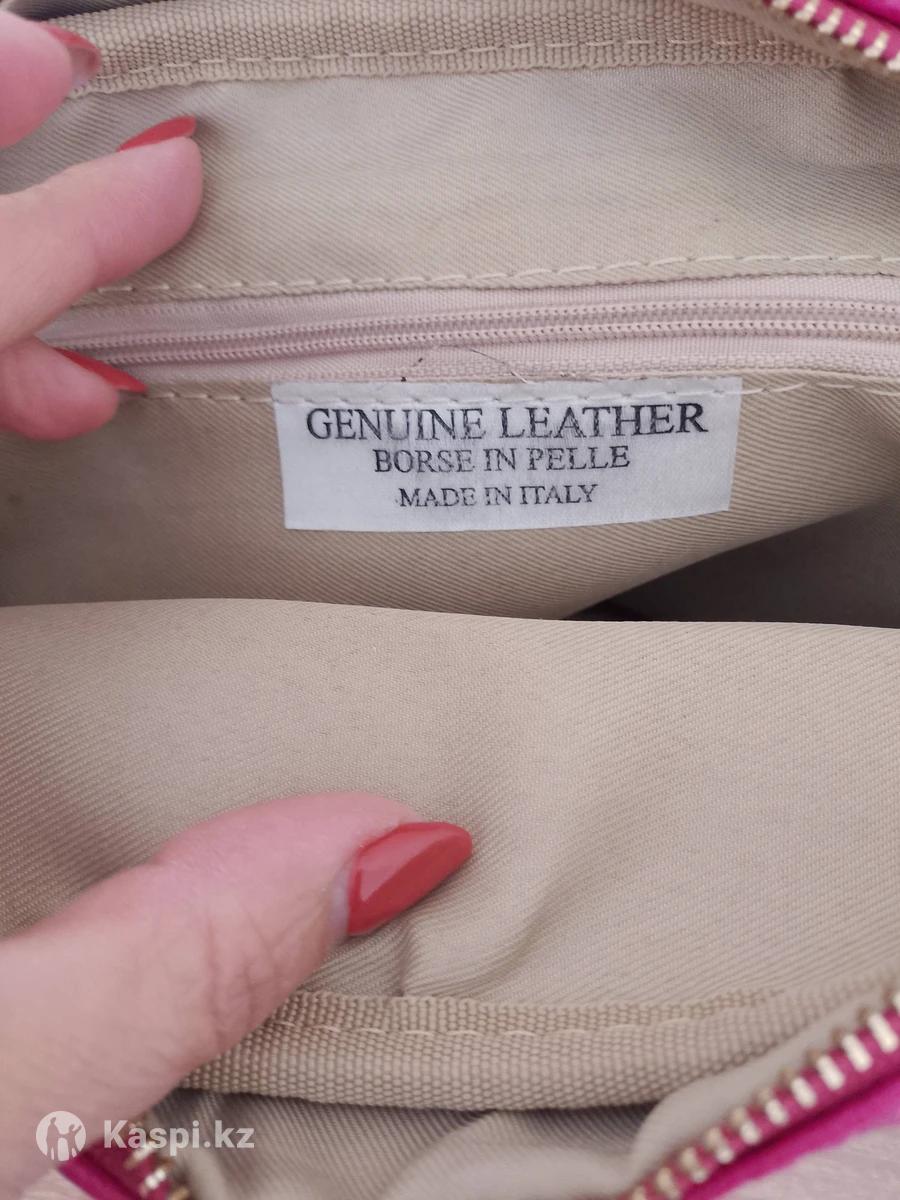 GENUINE LEATHER
BORSE IN PELLE
MADE IN ITALY
Kaspi.kz